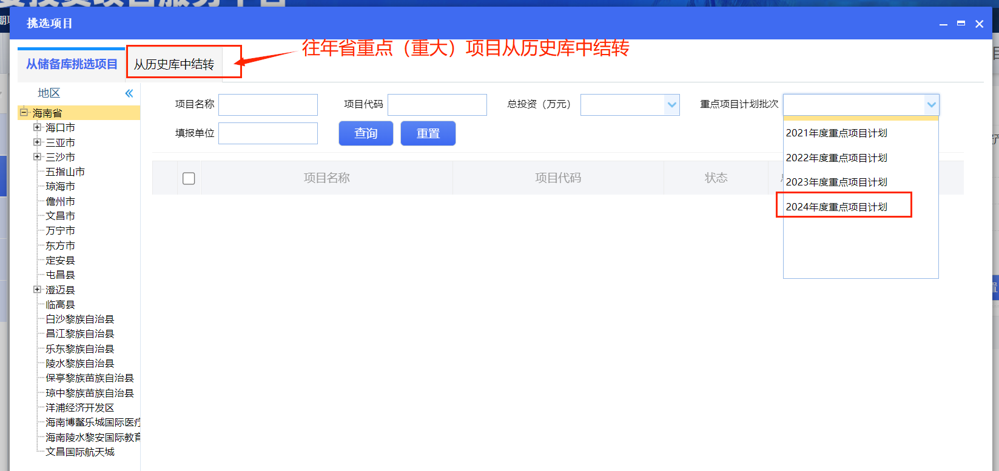 挑选项目
往年省重点（重大）项目从历史库中结转
从储备库挑选项目
从历史库中结转
地区
项目名称
项目代码
总投资（万元）
重点项目计划批次
填报单位
查询
重置
2021年度重点项目计划
2022年度重点项目计划
2023年度重点项目计划
2024年度重点项目计划
项目名称
项目代码
状态
海南省
海口市
三亚市
三沙市
五指山市
琼海市
儋州市
文昌市
万宁市
东方市
定安县
屯昌县
澄迈县
临高县
白沙黎族自治县
昌江黎族自治县
乐东黎族自治县
陵水黎族自治县
保亭黎族苗族自治县
琼中黎族苗族自治县
洋浦经济开发区
海南博鳌乐城国际医疗
海南陵水黎安国际教育
文昌国际航天城